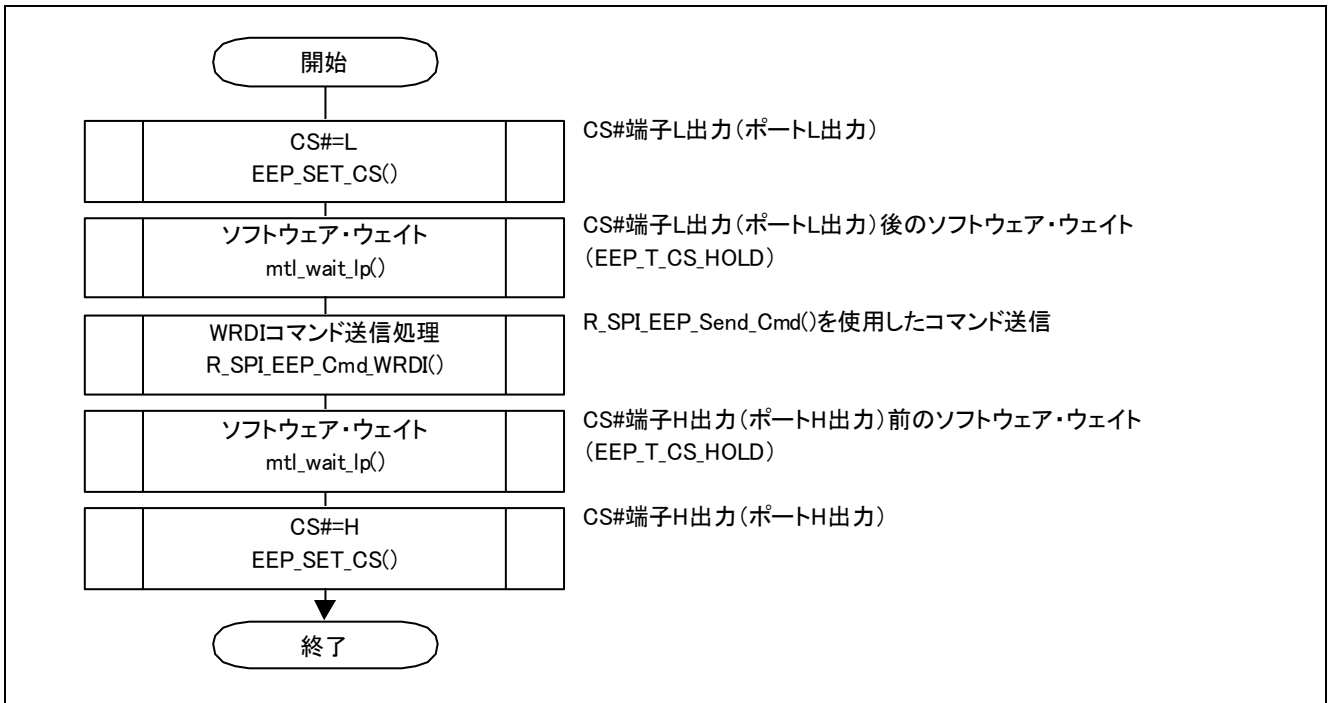 開始
CS#=L
EEP_SET_CS()
CS#端子L出力(ポートL出力)
ソフトウェア・ウェイト
mtl_wait_lp()
CS#端子L出力(ポートL出力)後のソフトウェア・ウェイト
(EEP_T_CS_HOLD)
WRDIコマンド送信処理
R_SPI_EEP_Cmd_WRDI()
R_SPI_EEP_Send_Cmd()を使用したコマンド送信
ソフトウェア・ウェイト
mtl_wait_lp()
CS#端子H出力(ポートH出力)前のソフトウェア・ウェイト
(EEP_T_CS_HOLD)
CS#=H
EEP_SET_CS()
CS#端子H出力(ポートH出力)
終了